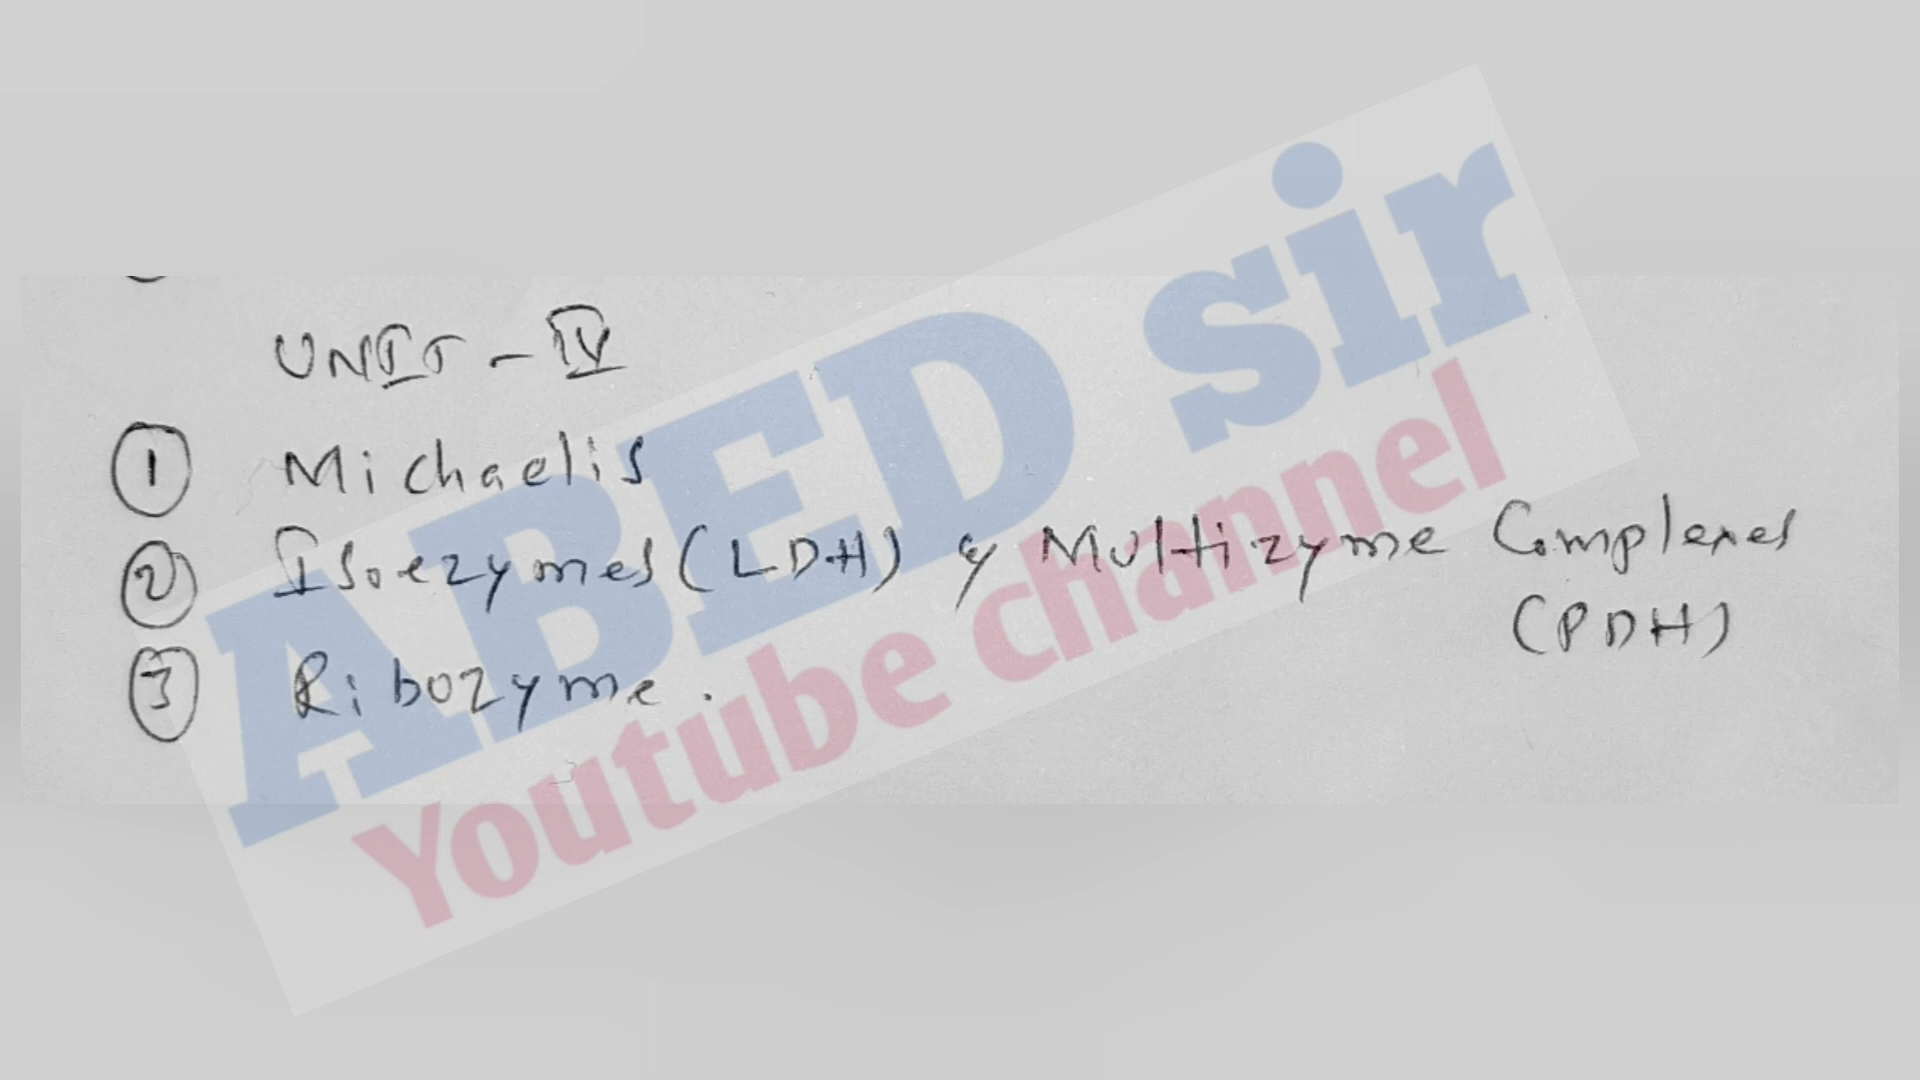 UNIT - IV
① Michaelis
② Isoezymes (LDH) & Multizyme Complexes
(PDH)
③ Ribozyme.
ABED sir
Youtube channel